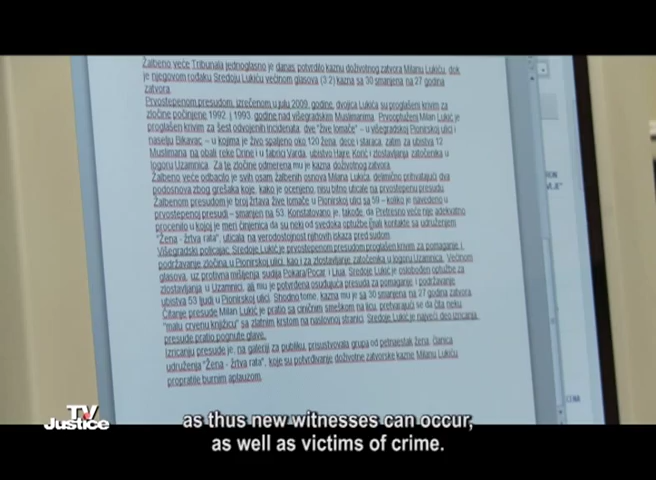 Žalbeno veće Tribunala jednoglasno je danas potvrdilo kaznu doživotnog zatvora Milanu Lukiću, dok
je njegovom rođaku Sredoju Lukiću većinom glasova (3:2) kazna sa 30 smanjena na 27 godina
zatvora.
Prvostepenom presudom, izrečenom u julu 2009. godine, dvojica Lukića su proglašeni krivim za
zločine počinjene 1992. i 1993. godine nad višegradskim Muslimanima. Prvooptuženi Milan Lukić je
proglašen krivim za šest odvojenih incidenata, dve "žive lomače" – u višegradskoj Pionirskoj ulici i
naselju Bikavac – u kojima je živo spaljeno oko 120 žena, dece i staraca, zatim za ubistva 12
Muslimana na obali reke Drine i u fabrici Varda, ubistvo Hajre Korić i zlostavljanja zatočenika u
logoru Uzamnica. Za te zločine odmerena mu je kazna doživotnog zatvora.
Žalbeno veće odbacilo je svih osam žalbenih osnova Milana Lukića, delimično prihvatajući dva
podosnova zbog grešaka koje, kako je ocenjeno, nisu bitno uticale na prvostepenu presudu.
Žalbenom presudom je broj žrtava žive lomače u Pionirskoj ulici sa 59 – koliko je navedeno u
prvostepenoj presudi – smanjen na 53. Konstatovano je, takođe, da Pretresno veće nije adekvatno
procenilo u kojoj je meri činjenica da su neki od svedoka optužbe imali kontakte sa udruženjem
"Žena - žrtva rata", uticala na verodostojnost njihovih iskaza pred sudom.
Višegradski policajac, Sredoje Lukić je prvostepenom presudom proglašen krivim za pomaganje i
podržavanje zločina u Pionirskoj ulici, kao i za zlostavljanje zatočenika u logoru Uzamnica. Većinom
glasova, uz protivna mišljenja sudija Pokara/Pocar i Liua, Sredoje Lukić je oslobođen optužbe za
zlostavljanja u Uzamnici, ali mu je potvrđena osuđujuća presuda za pomaganje i podržavanje
ubistva 53 ljudi u Pionirskoj ulici. Shodno tome, kazna mu je sa 30 smanjena na 27 godina zatvora.
Čitanje presude Milan Lukić je pratio sa ciničnim smeškom na licu, pretvarajući se da čita neku
"malu crvenu knjižicu" sa zlatnim krstom na naslovnoj stranici. Sredoje Lukić je najveći deo izricanja
presude pratio pognute glave.
Izricanju presude je, na galeriji za publiku, prisustvovala grupa od petnaestak žena, članica
udruženja "Žena - žrtva rata", koje su potvrđivanje doživotne zatvorske kazne Milanu Lukiću
propratile burnim aplauzom.
TV
Justice
as thus new witnesses can occur,
as well as victims of crime.